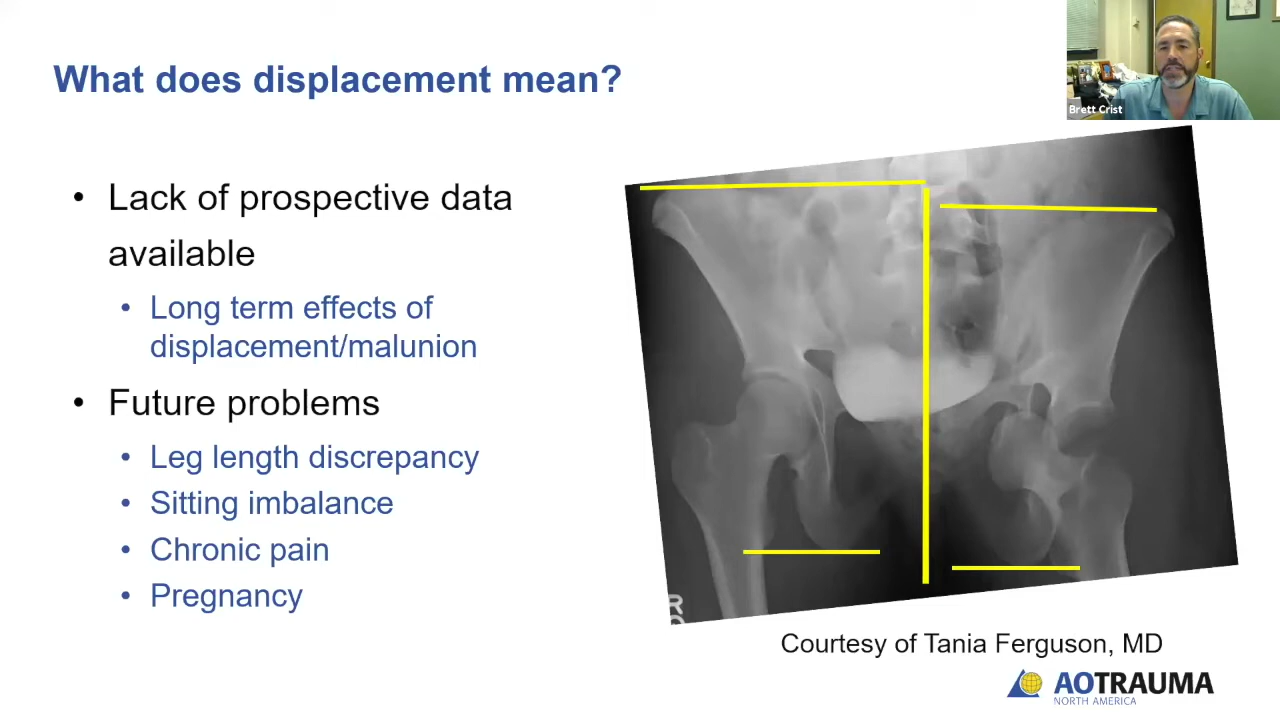 What does displacement mean?
Brett Crist
• Lack of prospective data
available
• Long term effects of
displacement/malunion
• Future problems
• Leg length discrepancy
• Sitting imbalance
• Chronic pain
• Pregnancy
R
Courtesy of Tania Ferguson, MD
AOTRAUMA
NORTH AMERICA